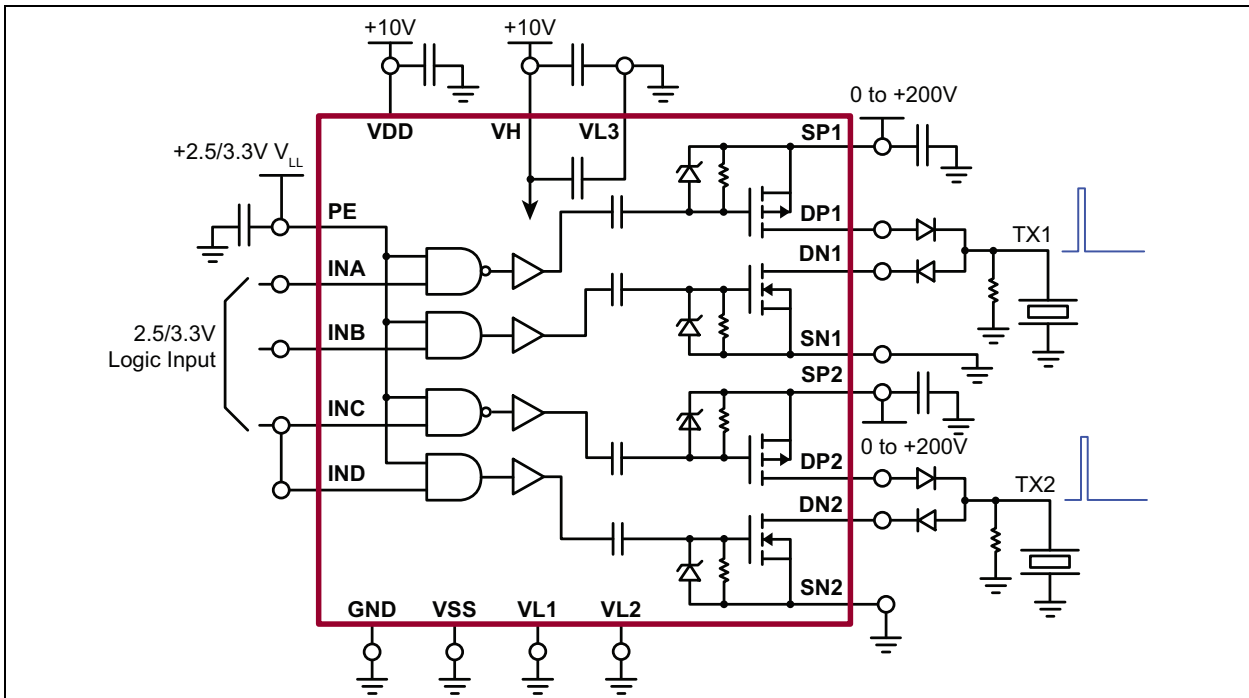 +10V
+10V
0 to +200V
VDD
VH
VL3
SP1
+2.5/3.3V VLL
PE
DP1
TX1
INA
DN1
2.5/3.3V
Logic Input
INB
SN1
SP2
INC
0 to +200V
IND
DP2
TX2
DN2
SN2
GND
VSS
VL1
VL2